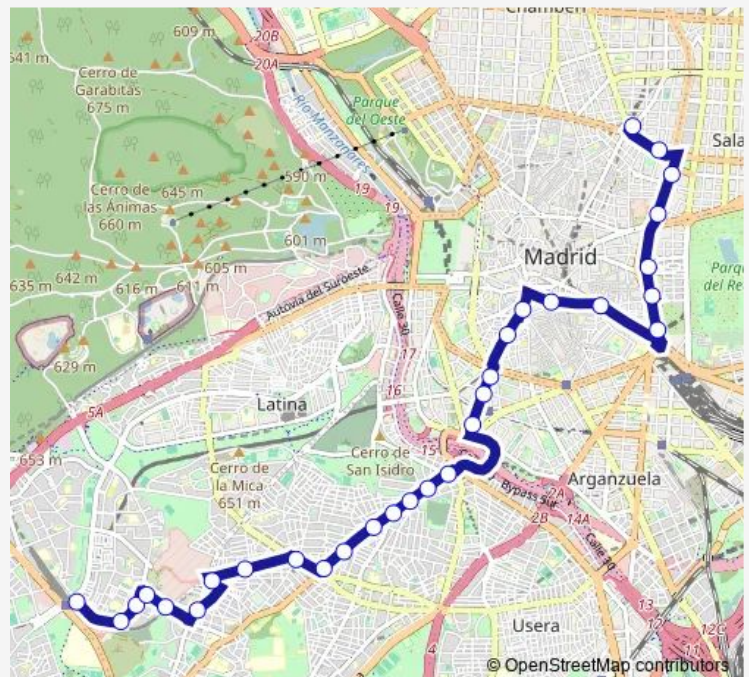 Chamberí
609 m
20B
541 m
20A
Cerro de
Garabitas
675 m
Parque
del Oeste
Río Manzanares
Sala
590 m
Cerro de
las Ánimas
660 m
645 m
19
19
601 m
Madrid
605 m
Parq
del Re
642 m
635 m
616 m
611 m
Autovía del Suroeste
Calle 30
629 m
17
5A
Latina
16
653 m
15
Cerro de
San Isidro
Cerro de
la Mica
651 m
Arganzuela
Bypass Sur
2A
2B
14A
Calle 30
13
Usera
12
12C
4
11
© OpenStreetMap contributors